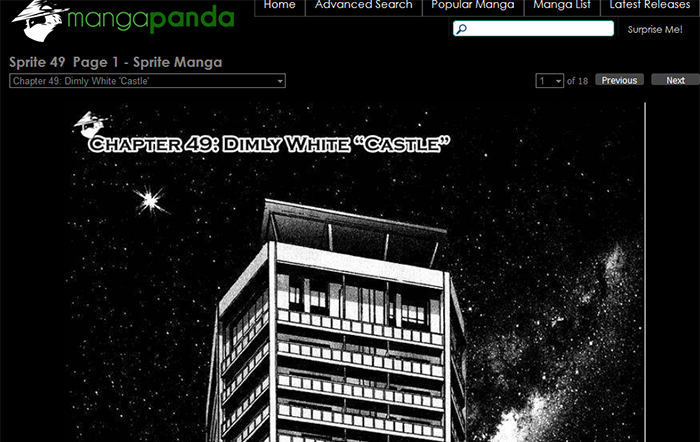 mangapanda
Home Advanced Search Popular Manga Manga List Latest Releases
Surprise Me!
Sprite 49 Page 1 - Sprite Manga
Chapter 49: Dimly White 'Castle'
1 of 18 Previous Next
Chapter 49: Dimly White “Castle”